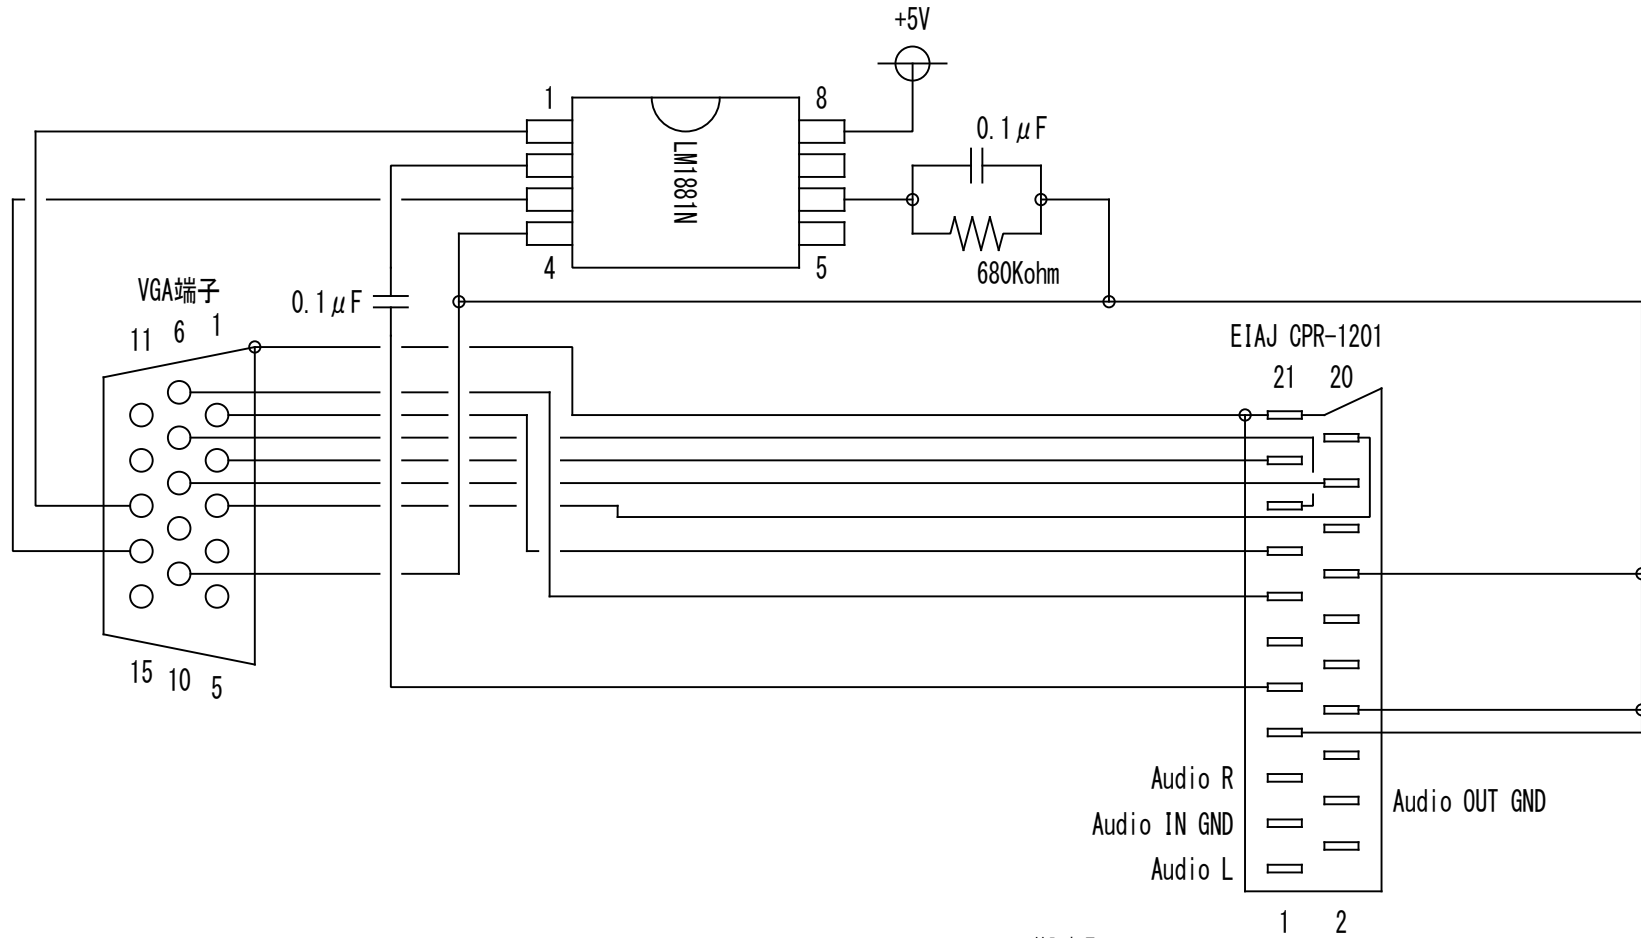 +5V
1
8
0.1μF
LM1881N
4
5
680Kohm
VGA端子
0.1μF
11 6 1
EIAJ CPR-1201
21 20
15 10 5
Audio R
Audio OUT GND
Audio IN GND
Audio L
1 2